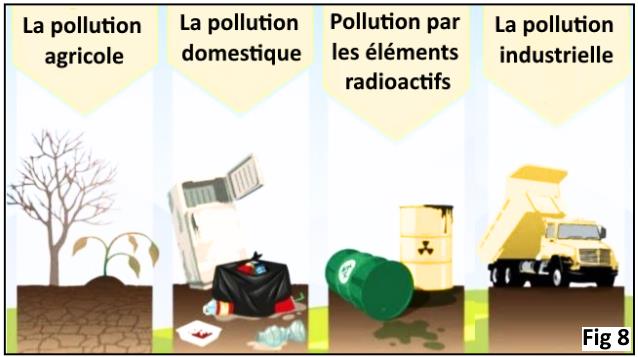 La pollution
agricole
La pollution
domestique
Pollution par
les éléments
radioactifs
La pollution
industrielle
Fig 8